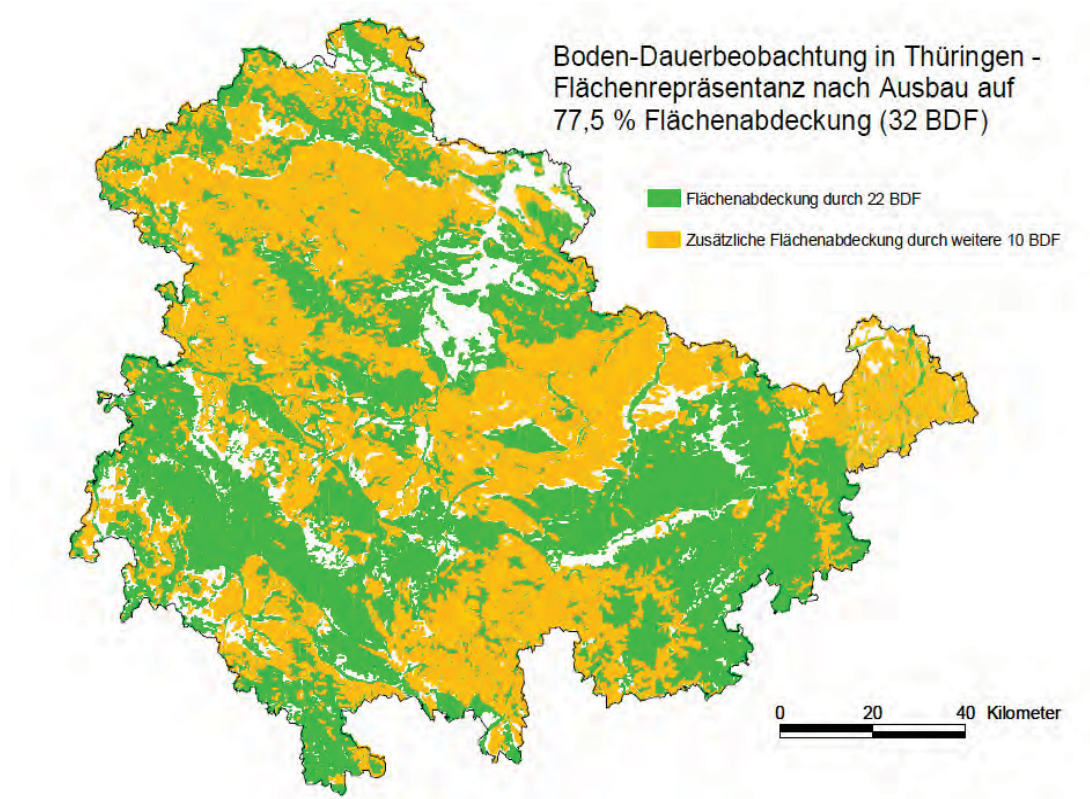 Boden-Dauerbeobachtung in Thüringen -
Flächenrepräsentanz nach Ausbau auf
77,5 % Flächenabdeckung (32 BDF)
Flächenabdeckung durch 22 BDF
Zusätzliche Flächenabdeckung durch weitere 10 BDF
0 20 40 Kilometer